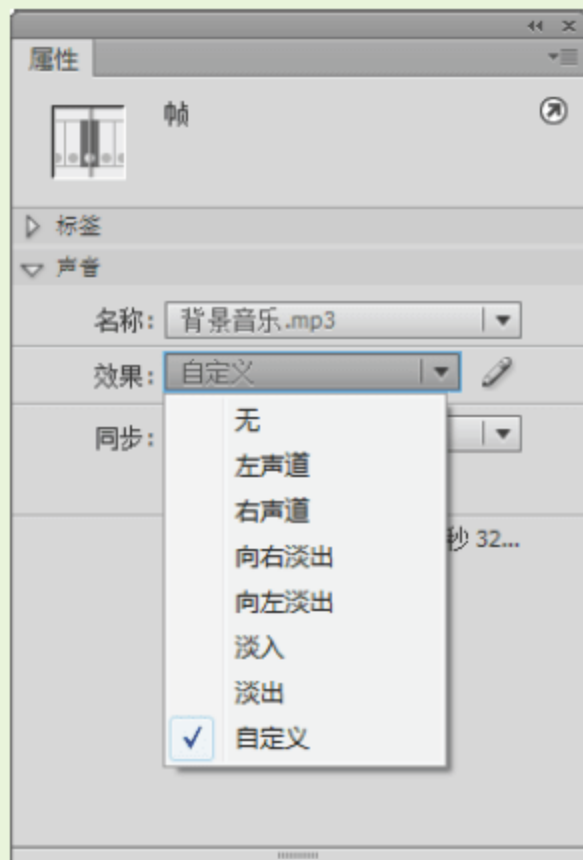 属性
帧
标签
声音
名称: 背景音乐.mp3
效果: 自定义
同步:
无
左声道
右声道
向右淡出
向左淡出
淡入
淡出
自定义
秒 32...